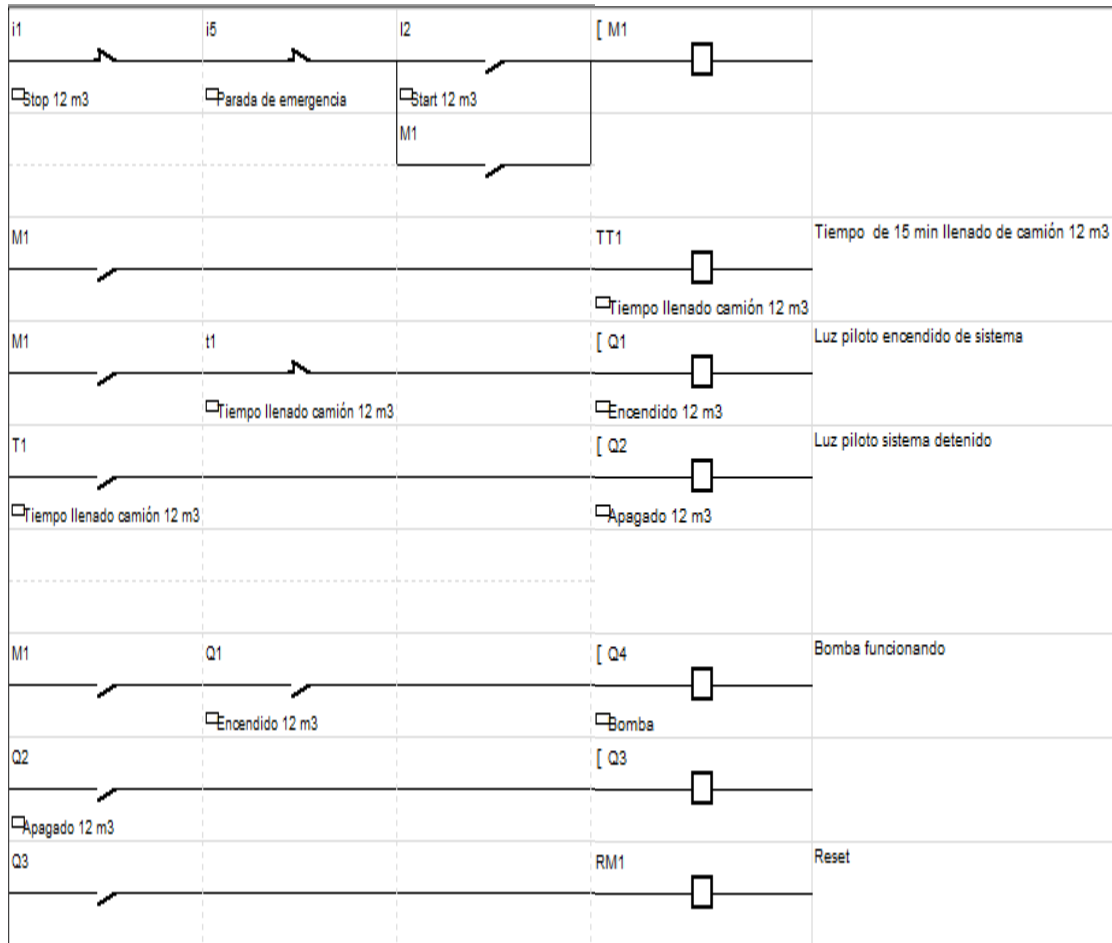 i1 i5 I2 [ M1
Stop 12 m3 Parada de emergencia Start 12 m3
M1
M1 TT1 Tiempo de 15 min llenado de camión 12 m3
Tiempo llenado camión 12 m3
M1 t1 [ Q1 Luz piloto encendido de sistema
Tiempo llenado camión 12 m3 Encendido 12 m3
T1 [ Q2 Luz piloto sistema detenido
Tiempo llenado camión 12 m3 Apagado 12 m3
M1 Q1 [ Q4 Bomba funcionando
Encendido 12 m3 Bomba
Q2 [ Q3
Apagado 12 m3
Q3 RM1 Reset